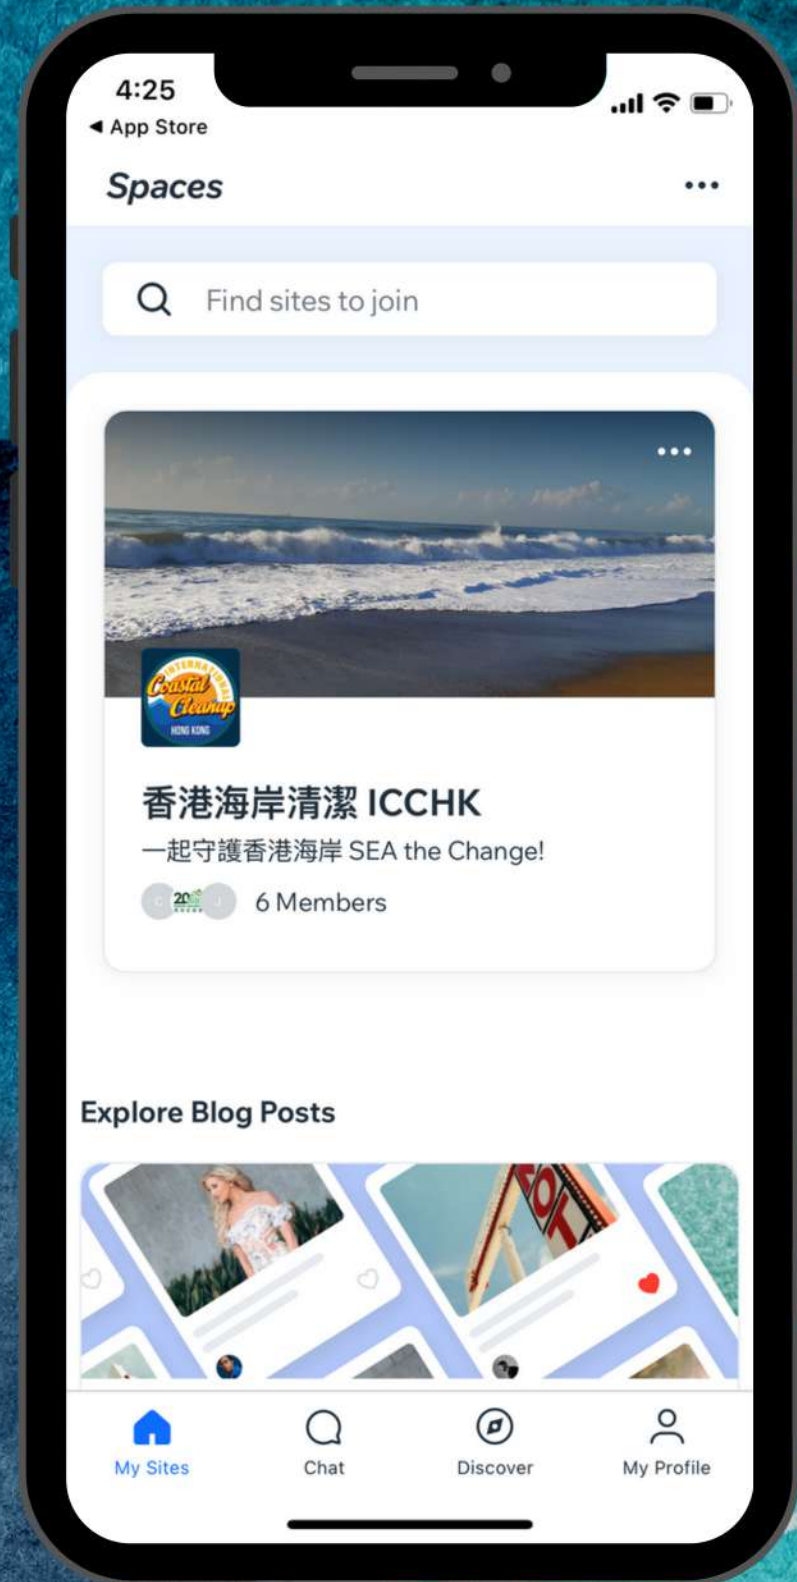 4:25
◀ App Store
Spaces
Find sites to join
INTERNATIONAL
Coastal
Cleanup
HONG KONG
香港海岸清潔 ICCHK
一起守護香港海岸 SEA the Change!
C
20
J
6 Members
Explore Blog Posts
My Sites
Chat
Discover
My Profile